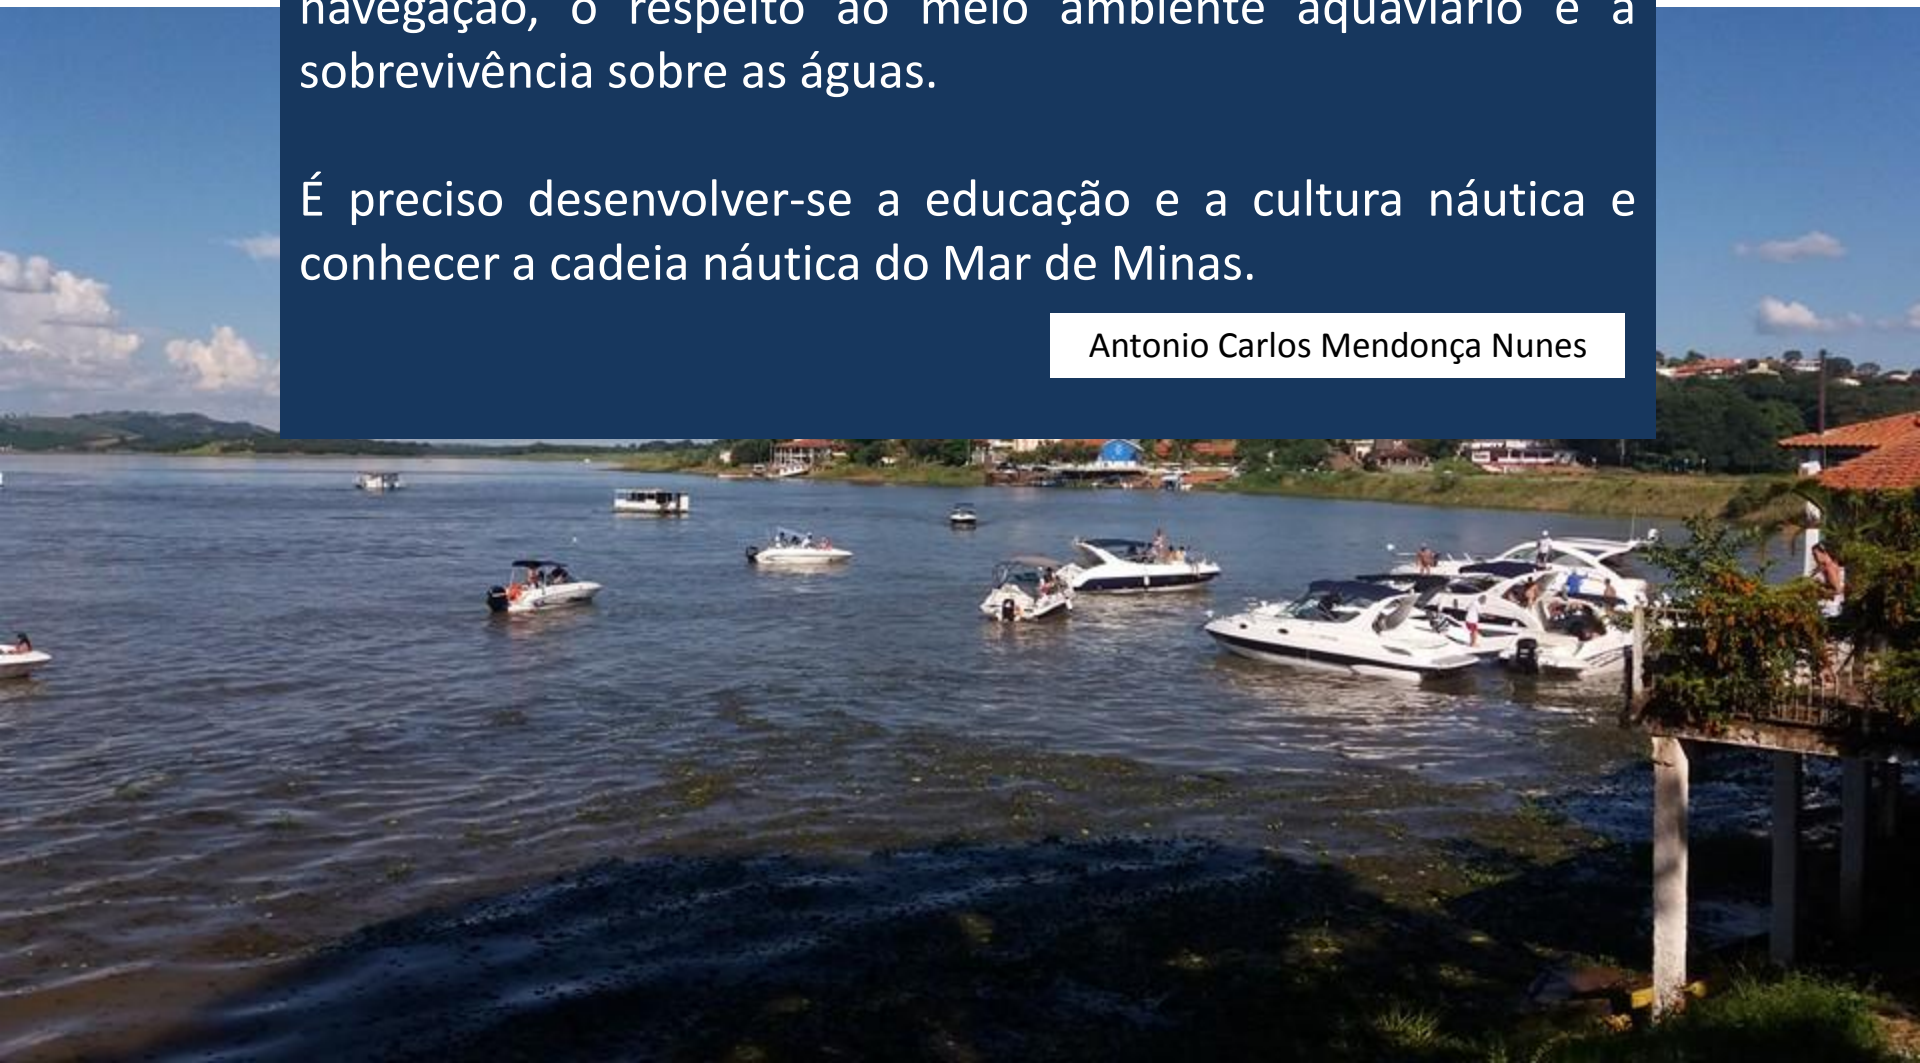 navegação, o respeito ao meio ambiente aquaviário e a
sobrevivência sobre as águas.
É preciso desenvolver-se a educação e a cultura náutica e
conhecer a cadeia náutica do Mar de Minas.
Antonio Carlos Mendonça Nunes